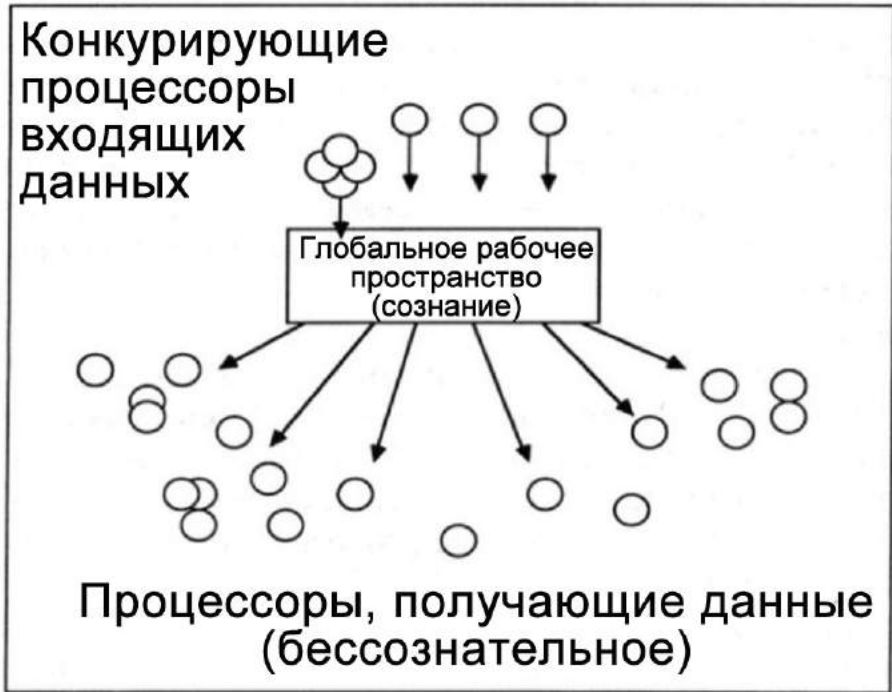 Конкурирующие
процессоры
входящих
данных
Глобальное рабочее
пространство
(сознание)
Процессоры, получающие данные
(бессознательное)